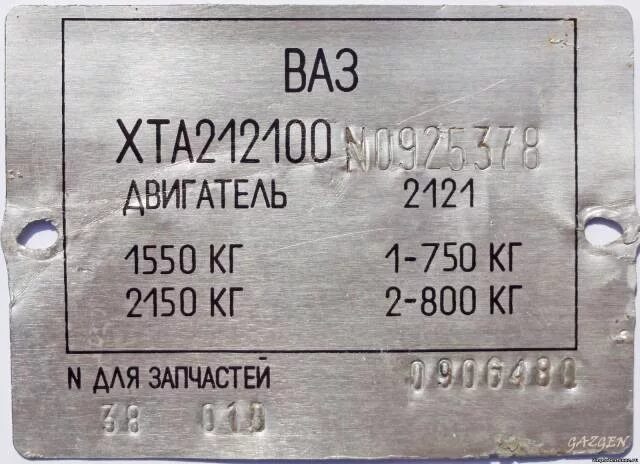 ВАЗ
ХТА212100 N0925378
ДВИГАТЕЛЬ 2121
1550 КГ 1-750 КГ
2150 КГ 2-800 КГ
N ДЛЯ ЗАПЧАСТЕЙ 0906480
38 010
GAZGEN